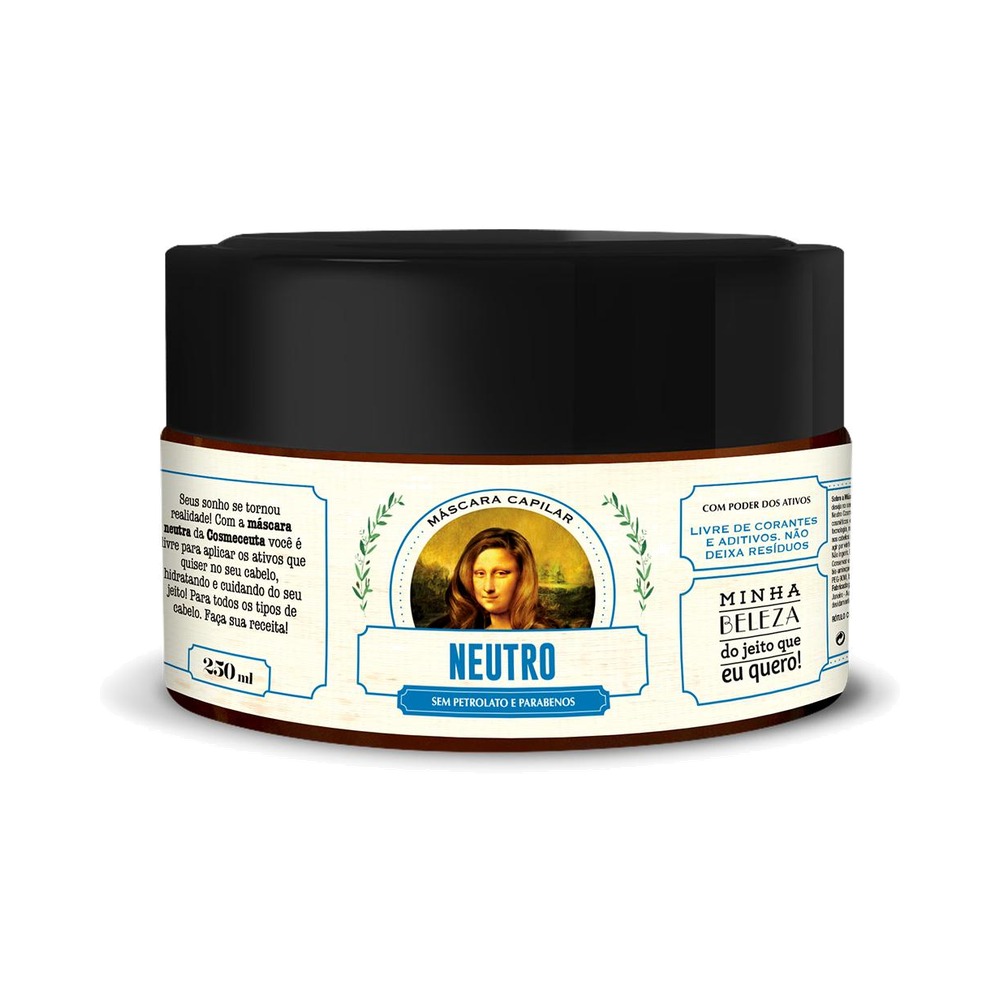 Seus sonho se tornou
realidade! Com a máscara
neutra da Cosmeceuta você é
livre para aplicar os ativos que
quiser no seu cabelo,
hidratando e cuidando do seu
jeito! Para todos os tipos de
cabelo. Faça sua receita!
250 ml
MÁSCARA CAPILAR
NEUTRO
SEM PETROLATO E PARABENOS
COM PODER DOS ATIVOS
LIVRE DE CORANTES
E ADITIVOS. NÃO
DEIXA RESÍDUOS
MINHA
BELEZA
do jeito que
eu quero!